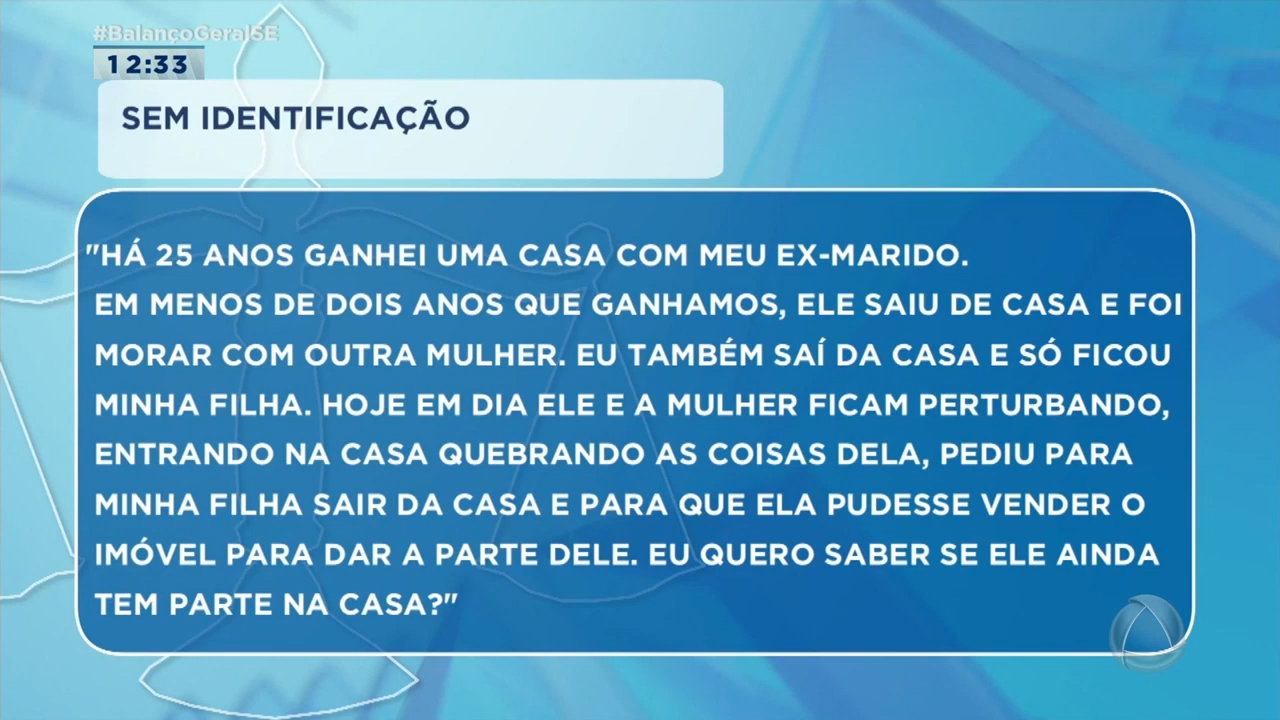 #BalançoGeralSE
12:33
SEM IDENTIFICAÇÃO
"HÁ 25 ANOS GANHEI UMA CASA COM MEU EX-MARIDO.
EM MENOS DE DOIS ANOS QUE GANHAMOS, ELE SAIU DE CASA E FOI
MORAR COM OUTRA MULHER. EU TAMBÉM SAÍ DA CASA E SÓ FICOU
MINHA FILHA. HOJE EM DIA ELE E A MULHER FICAM PERTURBANDO,
ENTRANDO NA CASA QUEBRANDO AS COISAS DELA, PEDIU PARA
MINHA FILHA SAIR DA CASA E PARA QUE ELA PUDESSE VENDER O
IMÓVEL PARA DAR A PARTE DELE. EU QUERO SABER SE ELE AINDA
TEM PARTE NA CASA?"